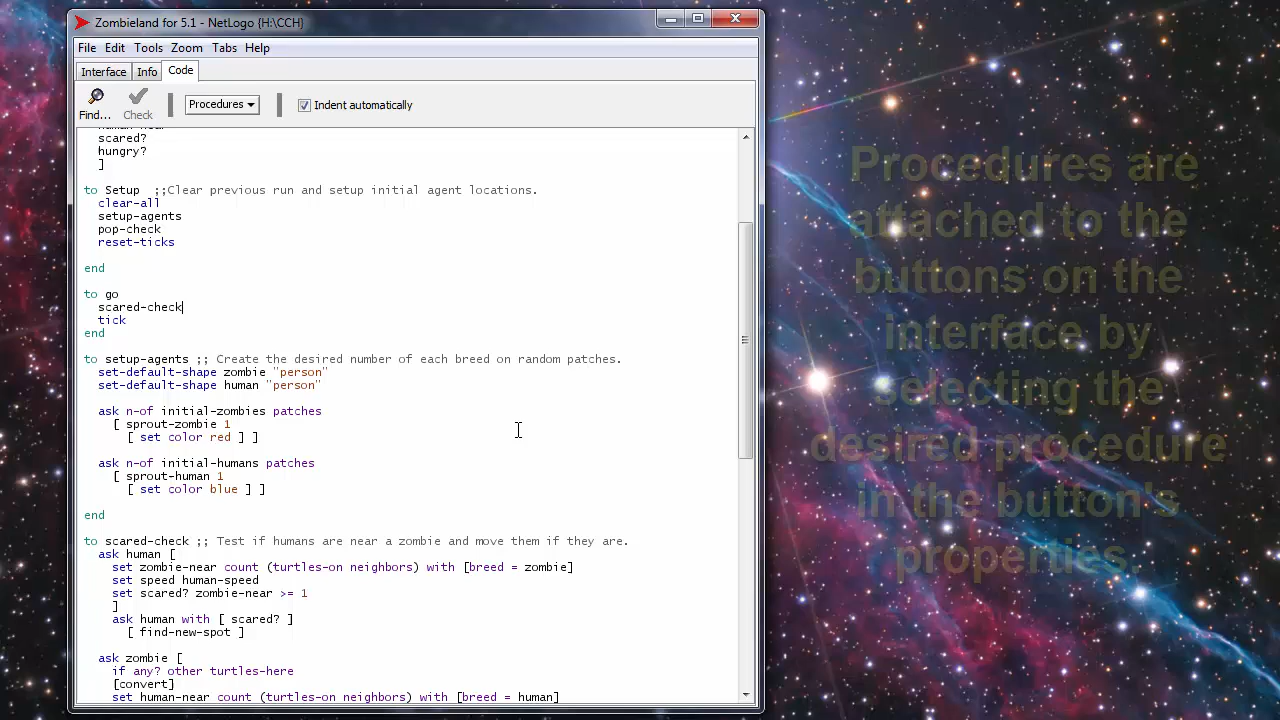 Zombieland for 5.1 - NetLogo {H:\CCH}
File Edit Tools Zoom Tabs Help
Interface Info Code
Find... Check Procedures Indent automatically
scared?
hungry?
]
to Setup ;;Clear previous run and setup initial agent locations.
clear-all
setup-agents
pop-check
reset-ticks
end
to go
scared-check
tick
end
to setup-agents ;; Create the desired number of each breed on random patches.
set-default-shape zombie "person"
set-default-shape human "person"
ask n-of initial-zombies patches
[ sprout-zombie 1
[ set color red ] ]
ask n-of initial-humans patches
[ sprout-human 1
[ set color blue ] ]
end
to scared-check ;; Test if humans are near a zombie and move them if they are.
ask human [
set zombie-near count (turtles-on neighbors) with [breed = zombie]
set speed human-speed
set scared? zombie-near >= 1
]
ask human with [ scared? ]
[ find-new-spot ]
ask zombie [
if any? other turtles-here
[convert]
set human-near count (turtles-on neighbors) with [breed = human]
Procedures are
attached to the
buttons on the
interface by
selecting the
desired procedure
in the button's
properties.